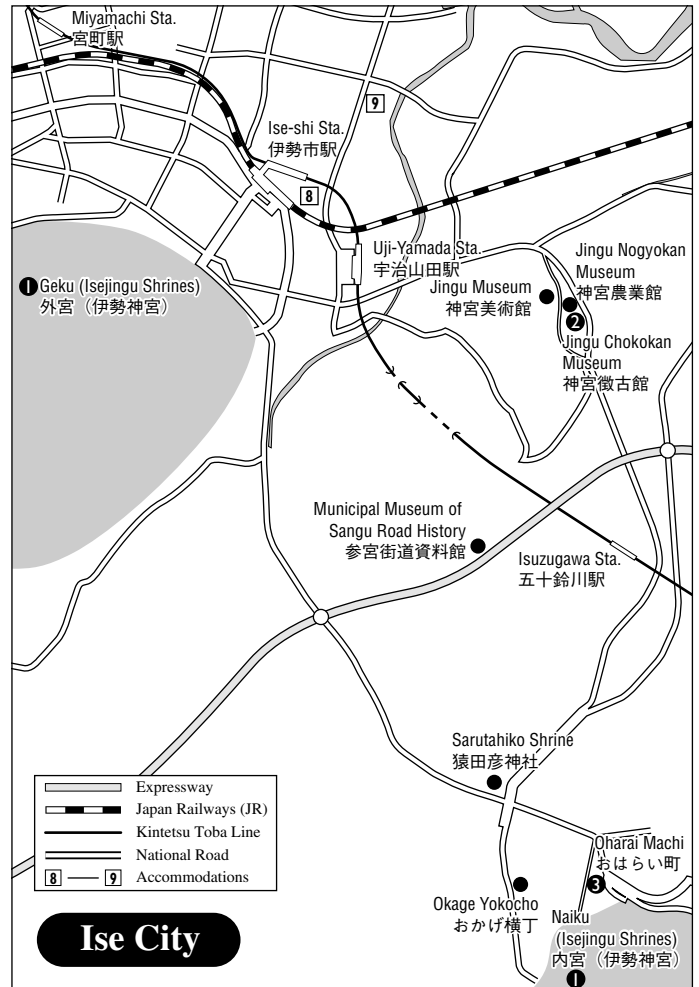 Miyamachi Sta.
宮町駅
9
Ise-shi Sta.
伊勢市駅
8
Uji-Yamada Sta.
宇治山田駅
Jingu Nogyokan
Museum
神宮農業館
Jingu Museum
神宮美術館
2
Jingu Chokokan
Museum
神宮徴古館
1 Geku (Isejingu Shrines)
外宮（伊勢神宮）
Municipal Museum of
Sangu Road History
参宮街道資料館
Isuzugawa Sta.
五十鈴川駅
Sarutahiko Shrine
猿田彦神社
Oharai Machi
おはらい町
3
Okage Yokocho
おかげ横丁
Naiku
(Isejingu Shrines)
内宮（伊勢神宮）
1
Expressway
Japan Railways (JR)
Kintetsu Toba Line
National Road
8 — 9 Accommodations
Ise City